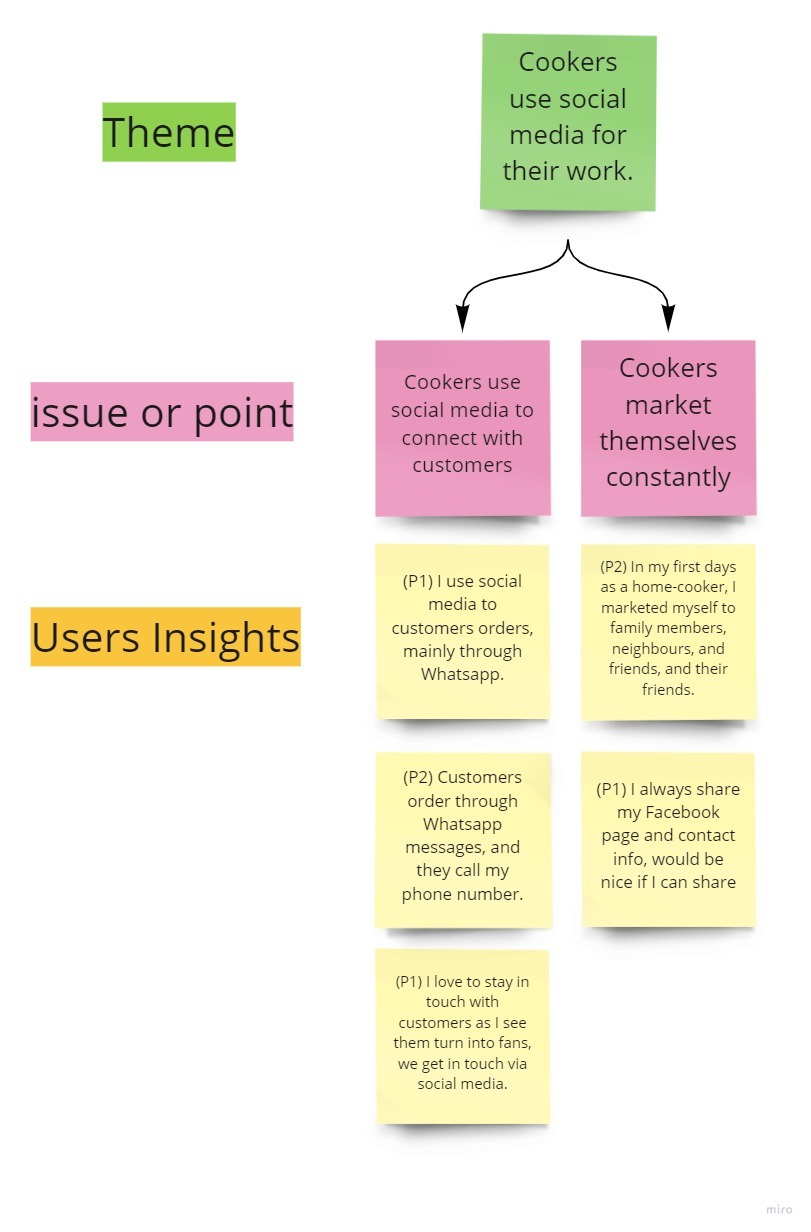 Theme
Cookers
use social
media for
their work.
issue or point
Cookers use
social media to
connect with
customers
Cookers
market
themselves
constantly
Users Insights
(P1) I use social
media to
customers orders,
mainly through
Whatsapp.
(P2) In my first days
as a home-cooker, I
marketed myself to
family members,
neighbours, and
friends, and their
friends.
(P2) Customers
order through
Whatsapp
messages, and
they call my
phone number.
(P1) I always share
my Facebook
page and contact
info, would be
nice if I can share
(P1) I love to stay in
touch with
customers as I see
them turn into fans,
we get in touch via
social media.
miro